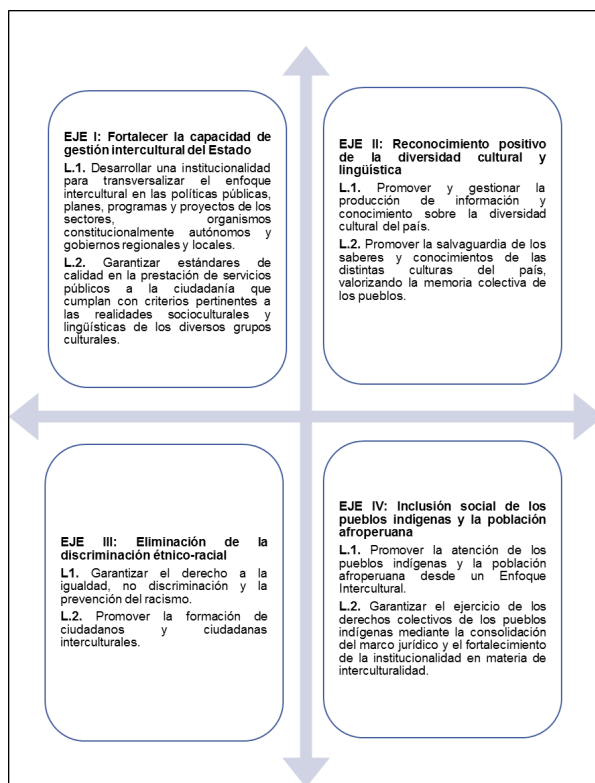 EJE I: Fortalecer la capacidad de
gestión intercultural del Estado
L.1. Desarrollar una institucionalidad
para transversalizar el enfoque
intercultural en las políticas públicas,
planes, programas y proyectos de los
sectores, organismos
constitucionalmente autónomos y
gobiernos regionales y locales.
L.2. Garantizar estándares de
calidad en la prestación de servicios
públicos a la ciudadanía que
cumplan con criterios pertinentes a
las realidades socioculturales y
lingüísticas de los diversos grupos
culturales.
EJE II: Reconocimiento positivo
de la diversidad cultural y
lingüística
L.1. Promover y gestionar la
producción de información y
conocimiento sobre la diversidad
cultural del país.
L.2. Promover la salvaguardia de los
saberes y conocimientos de las
distintas culturas del país,
valorizando la memoria colectiva de
los pueblos.
EJE III: Eliminación de la
discriminación étnico-racial
L1. Garantizar el derecho a la
igualdad, no discriminación y la
prevención del racismo.
L.2. Promover la formación de
ciudadanos y ciudadanas
interculturales.
EJE IV: Inclusión social de los
pueblos indígenas y la población
afroperuana
L.1. Promover la atención de los
pueblos indígenas y la población
afroperuana desde un Enfoque
Intercultural.
L.2. Garantizar el ejercicio de los
derechos colectivos de los pueblos
indígenas mediante la consolidación
del marco jurídico y el fortalecimiento
de la institucionalidad en materia de
interculturalidad.